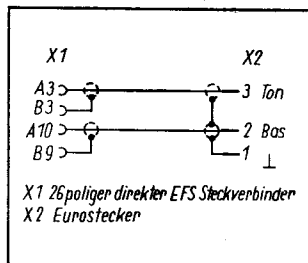 X1 X2
A3 3 Ton
B3
A10 2 Bas
B9 1 ⊥
X1 26poliger direkter EFS Steckverbinder
X2 Eurostecker